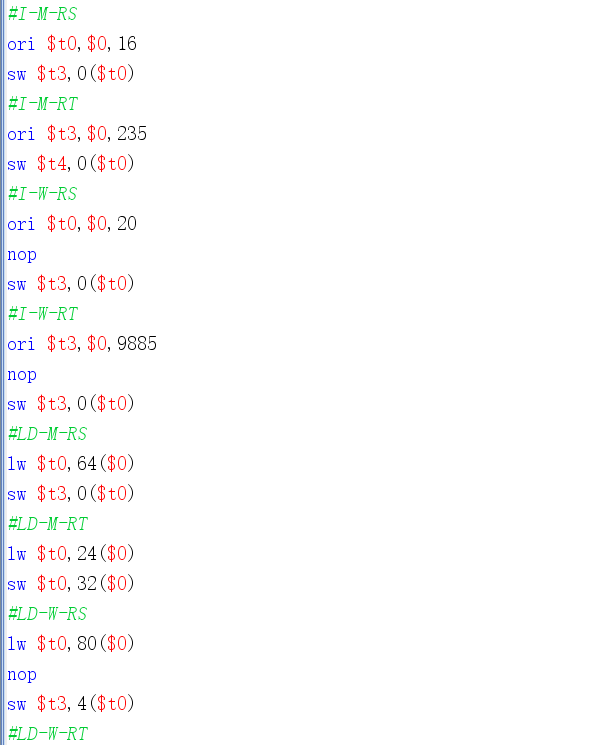 #I-M-RS
ori $t0,$0,16
sw $t3,0($t0)
#I-M-RT
ori $t3,$0,235
sw $t4,0($t0)
#I-W-RS
ori $t0,$0,20
nop
sw $t3,0($t0)
#I-W-RT
ori $t3,$0,9885
nop
sw $t3,0($t0)
#LD-M-RS
lw $t0,64($0)
sw $t3,0($t0)
#LD-M-RT
lw $t0,24($0)
sw $t0,32($0)
#LD-W-RS
lw $t0,80($0)
nop
sw $t3,4($t0)
#LD-W-RT